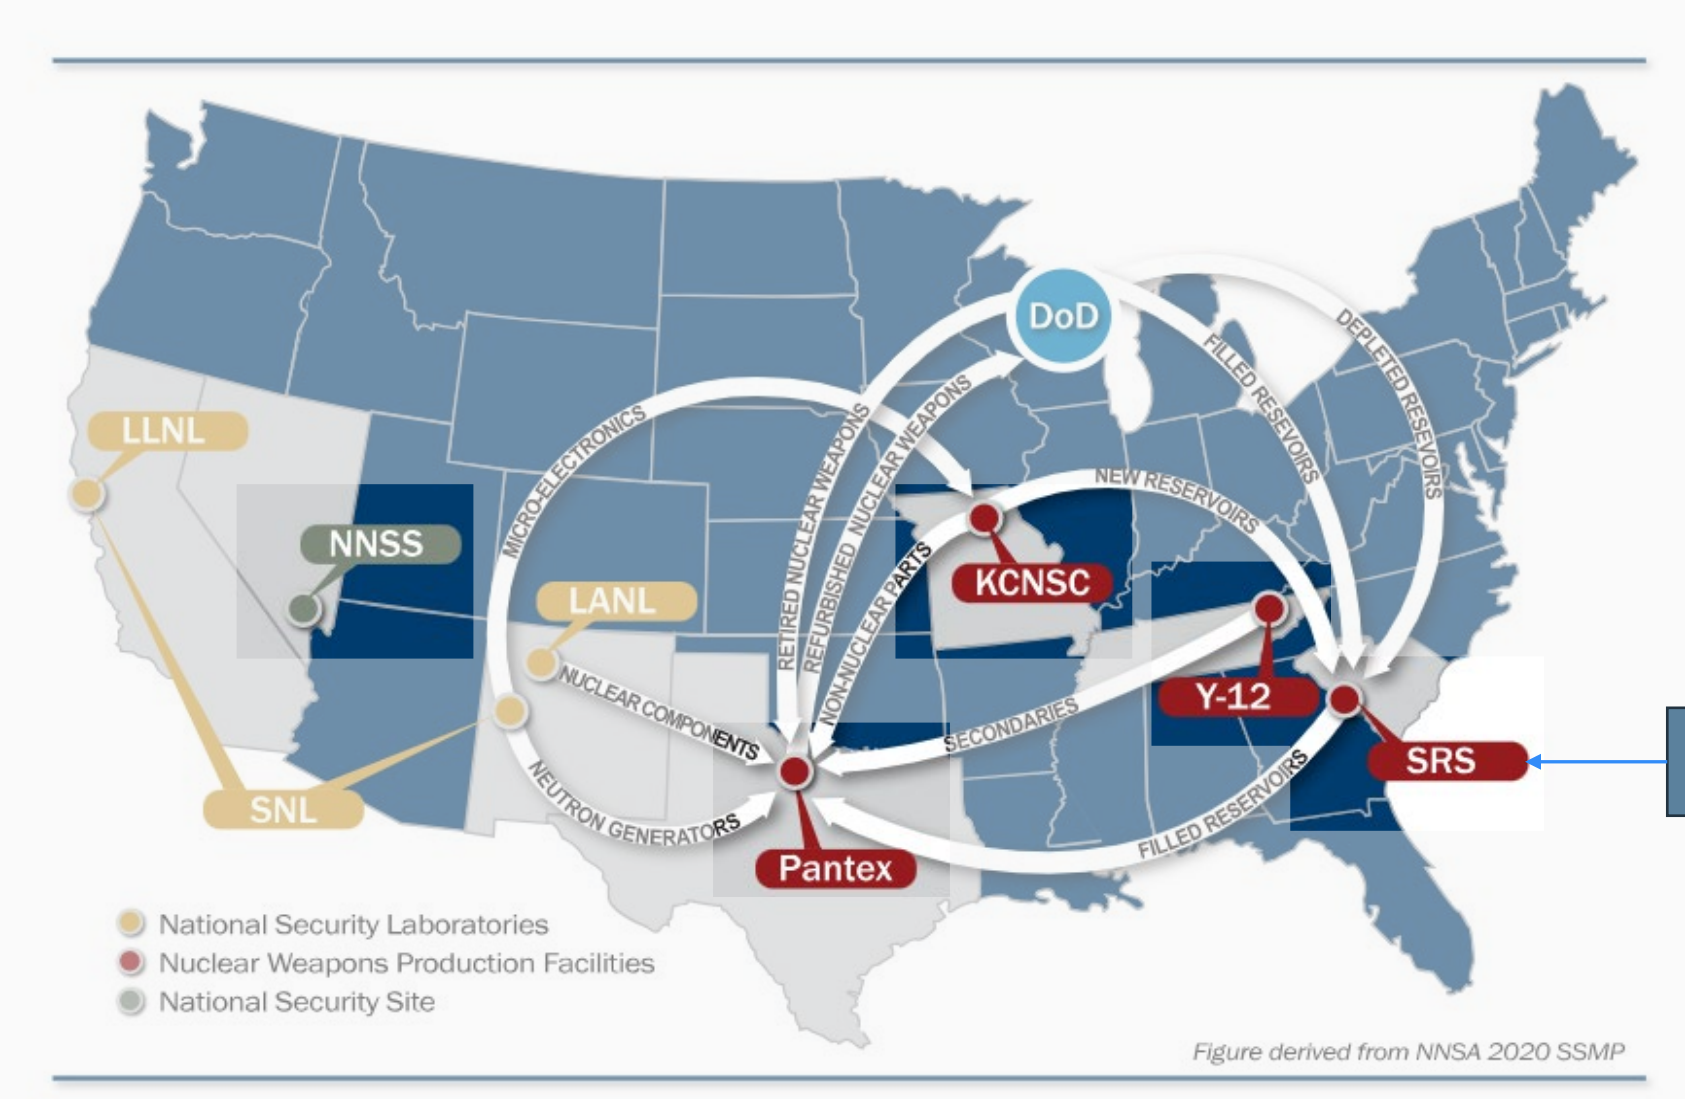 DoD
DEPLETED RESEVOIRS
FILLED RESEVOIRS
MICRO-ELECTRONICS
RETIRED NUCLEAR WEAPONS
REFURBISHED NUCLEAR WEAPONS
LLNL
NEW RESERVOIRS
NNSS
NON-NUCLEAR PARTS
KCNSC
LANL
NUCLEAR COMPONENTS
Y-12
SECONDARIES
SRS
SNL
NEUTRON GENERATORS
FILLED RESERVOIRS
Pantex
National Security Laboratories
Nuclear Weapons Production Facilities
National Security Site
Figure derived from NNSA 2020 SSMP